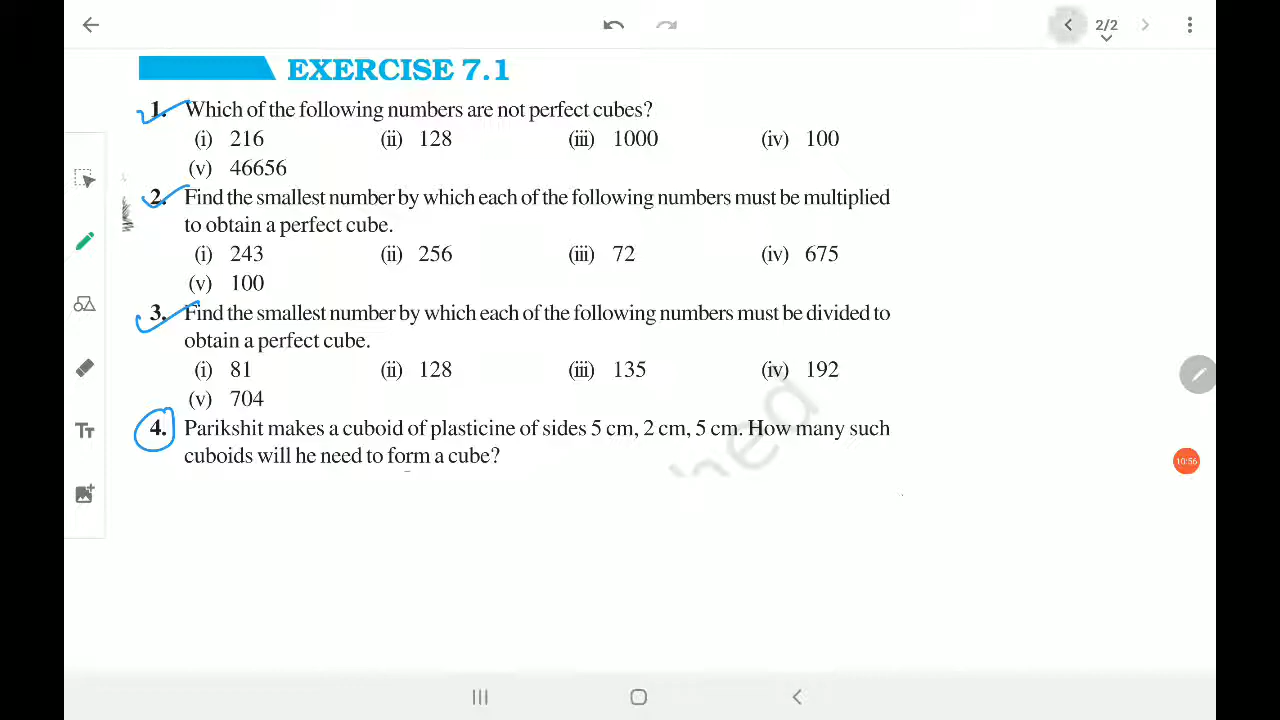 2/2
EXERCISE 7.1
1. Which of the following numbers are not perfect cubes?
(i) 216 (ii) 128 (iii) 1000 (iv) 100
(v) 46656
2. Find the smallest number by which each of the following numbers must be multiplied
to obtain a perfect cube.
(i) 243 (ii) 256 (iii) 72 (iv) 675
(v) 100
3. Find the smallest number by which each of the following numbers must be divided to
obtain a perfect cube.
(i) 81 (ii) 128 (iii) 135 (iv) 192
(v) 704
4. Parikshit makes a cuboid of plasticine of sides 5 cm, 2 cm, 5 cm. How many such
cuboids will he need to form a cube?
Tт
10:56